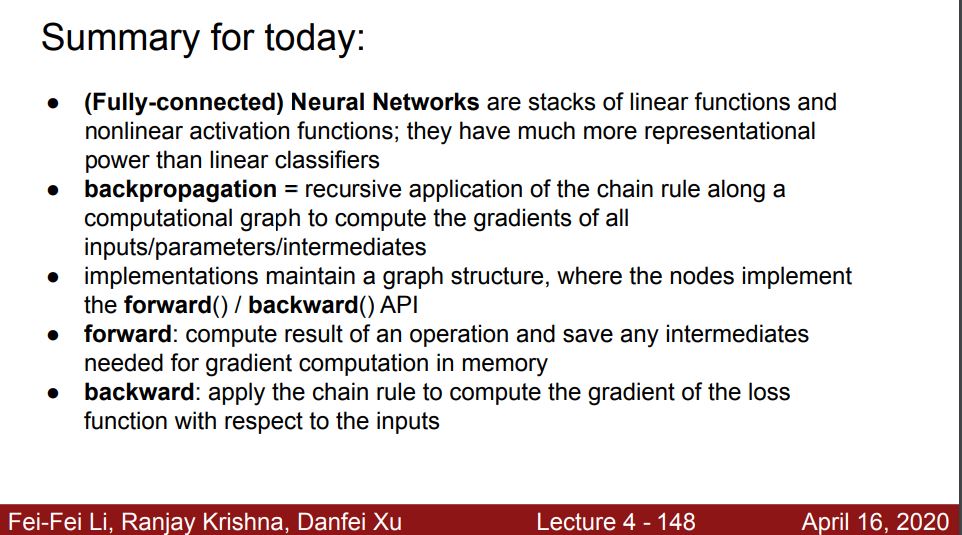 Summary for today:
● (Fully-connected) Neural Networks are stacks of linear functions and
nonlinear activation functions; they have much more representational
power than linear classifiers
● backpropagation = recursive application of the chain rule along a
computational graph to compute the gradients of all
inputs/parameters/intermediates
● implementations maintain a graph structure, where the nodes implement
the forward() / backward() API
● forward: compute result of an operation and save any intermediates
needed for gradient computation in memory
● backward: apply the chain rule to compute the gradient of the loss
function with respect to the inputs
Fei-Fei Li, Ranjay Krishna, Danfei Xu Lecture 4 - 148 April 16, 2020